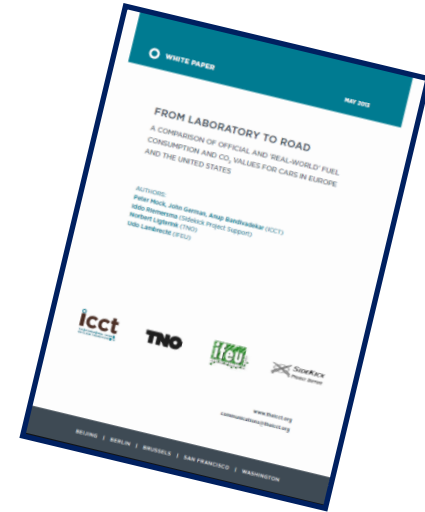 WHITE PAPER
MAY 2013
FROM LABORATORY TO ROAD
A COMPARISON OF OFFICIAL AND 'REAL-WORLD' FUEL
CONSUMPTION AND CO₂ VALUES FOR CARS IN EUROPE
AND THE UNITED STATES
AUTHORS:
Peter Mock, John German, Anup Bandivadekar (ICCT)
Iddo Riemersma (Sidekick Project Support)
Norbert Ligterink (TNO)
Udo Lambrecht (IFEU)
icct
TNO
ifeu
SIDEKICK
www.theicct.org
communications@theicct.org
BEIJING | BERLIN | BRUSSELS | SAN FRANCISCO | WASHINGTON